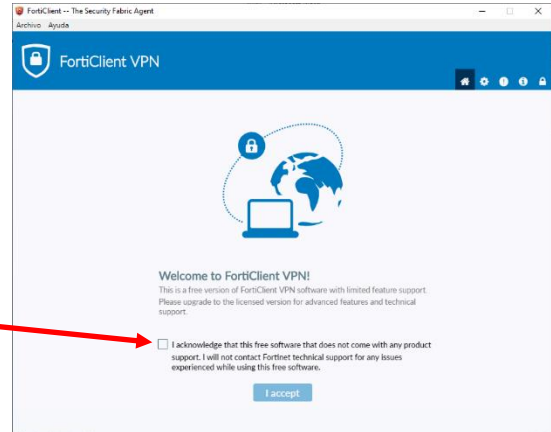 FortiClient -- The Security Fabric Agent
Archivo Ayuda
FortiClient VPN
Welcome to FortiClient VPN!
This is a free version of FortiClient VPN software with limited feature support.
Please upgrade to the licensed version for advanced features and technical
support.
I acknowledge that this free software that does not come with any product
support. I will not contact Fortinet technical support for any issues
experienced while using this free software.
I accept